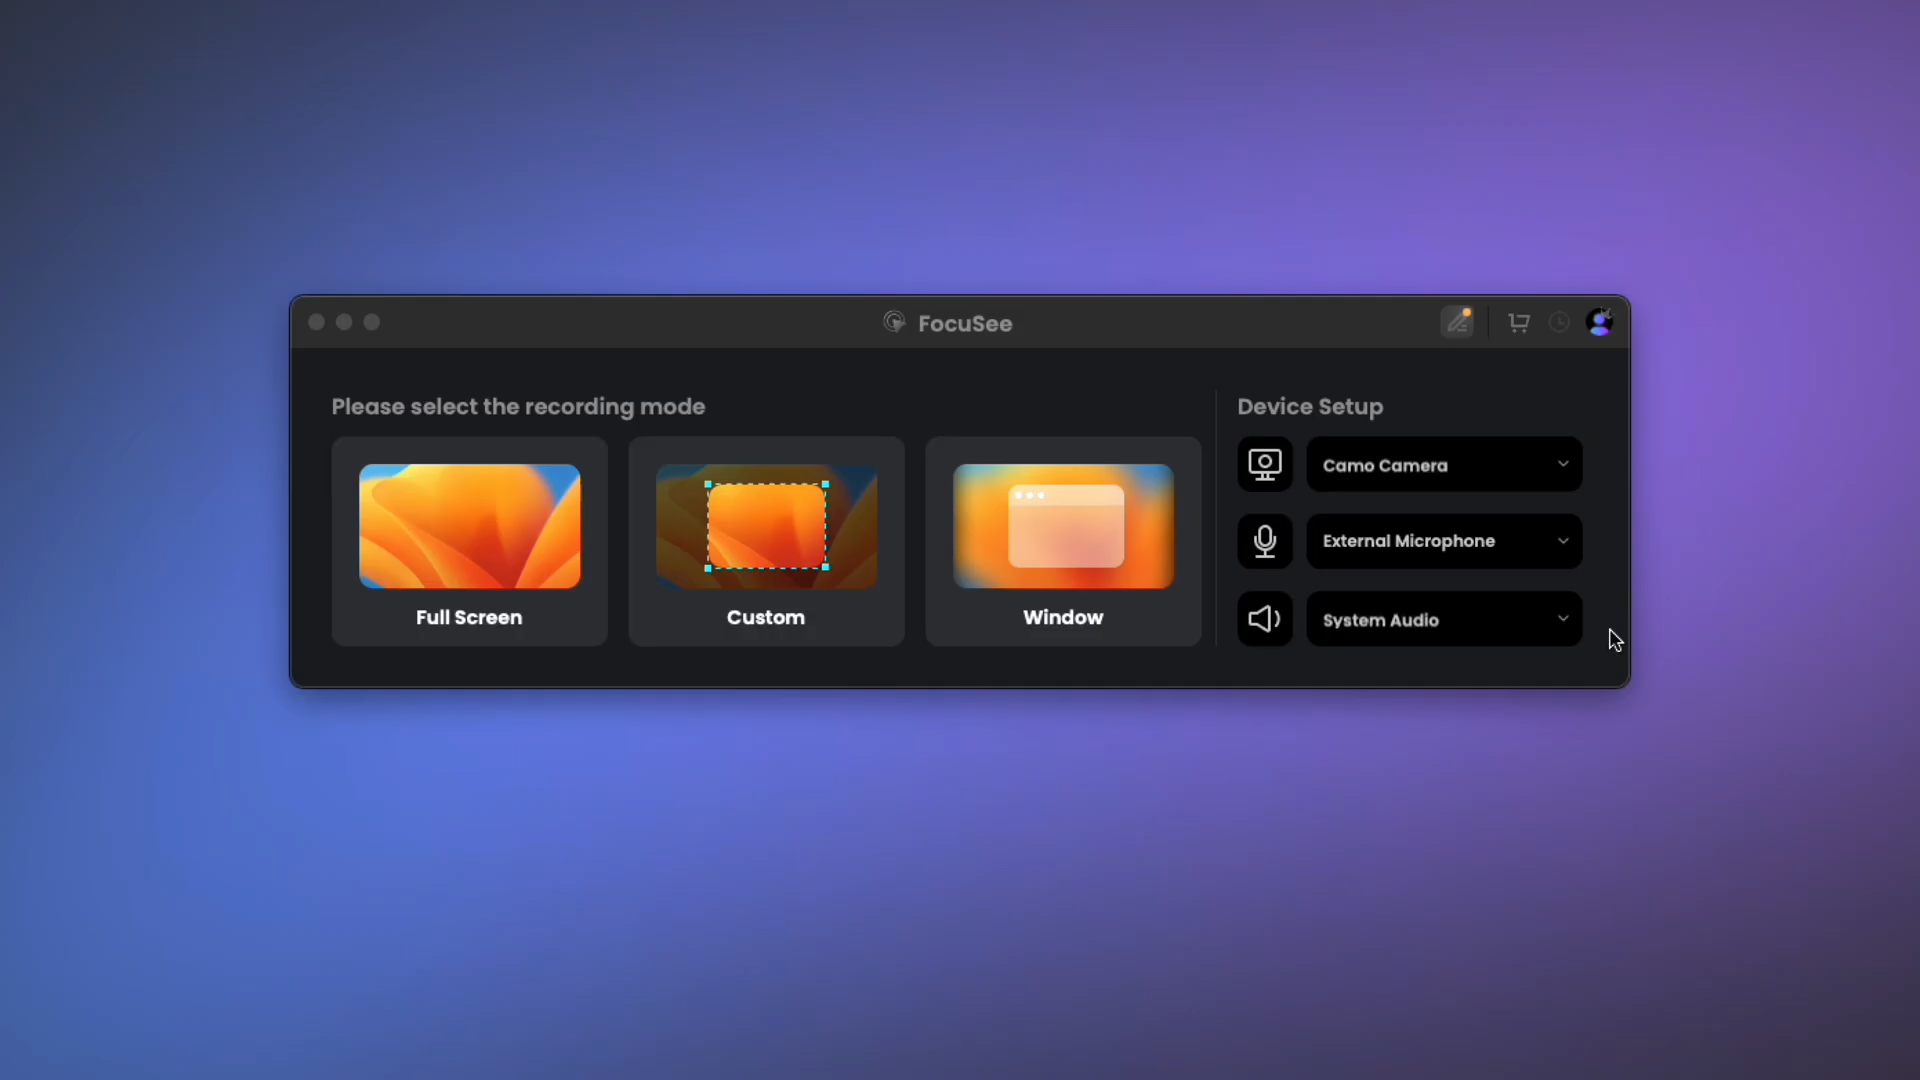 FocuSee
Please select the recording mode
Device Setup
Full Screen
Custom
Window
Camo Camera
External Microphone
System Audio